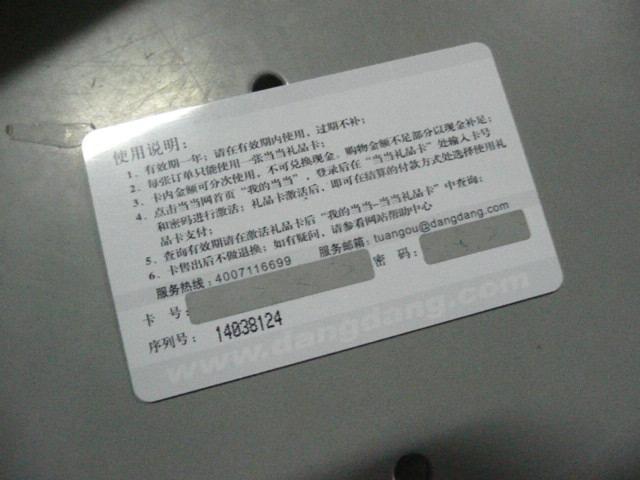 使用说明：
1、有效期一年；请在有效期内使用，过期不补；
2、每张订单只能使用一张当当礼品卡；
3、卡内金额可分次使用，不可兑换现金。购物金额不足部分以现金补足；
4、点击当当网首页“我的当当”，登录后在“当当礼品卡”处输入卡号
和密码进行激活；礼品卡激活后，即可在结算的付款方式处选择使用礼
品卡支付；
5、查询有效期请在激活礼品卡后“我的当当-当当礼品卡”中查询；
6、卡售出后不做退换；如有疑问，请参看网站帮助中心
服务热线：4007116699 服务邮箱：tuangou@dangdang.com
卡 号： 密 码：
序列号： 14038124
www.dangdang.com